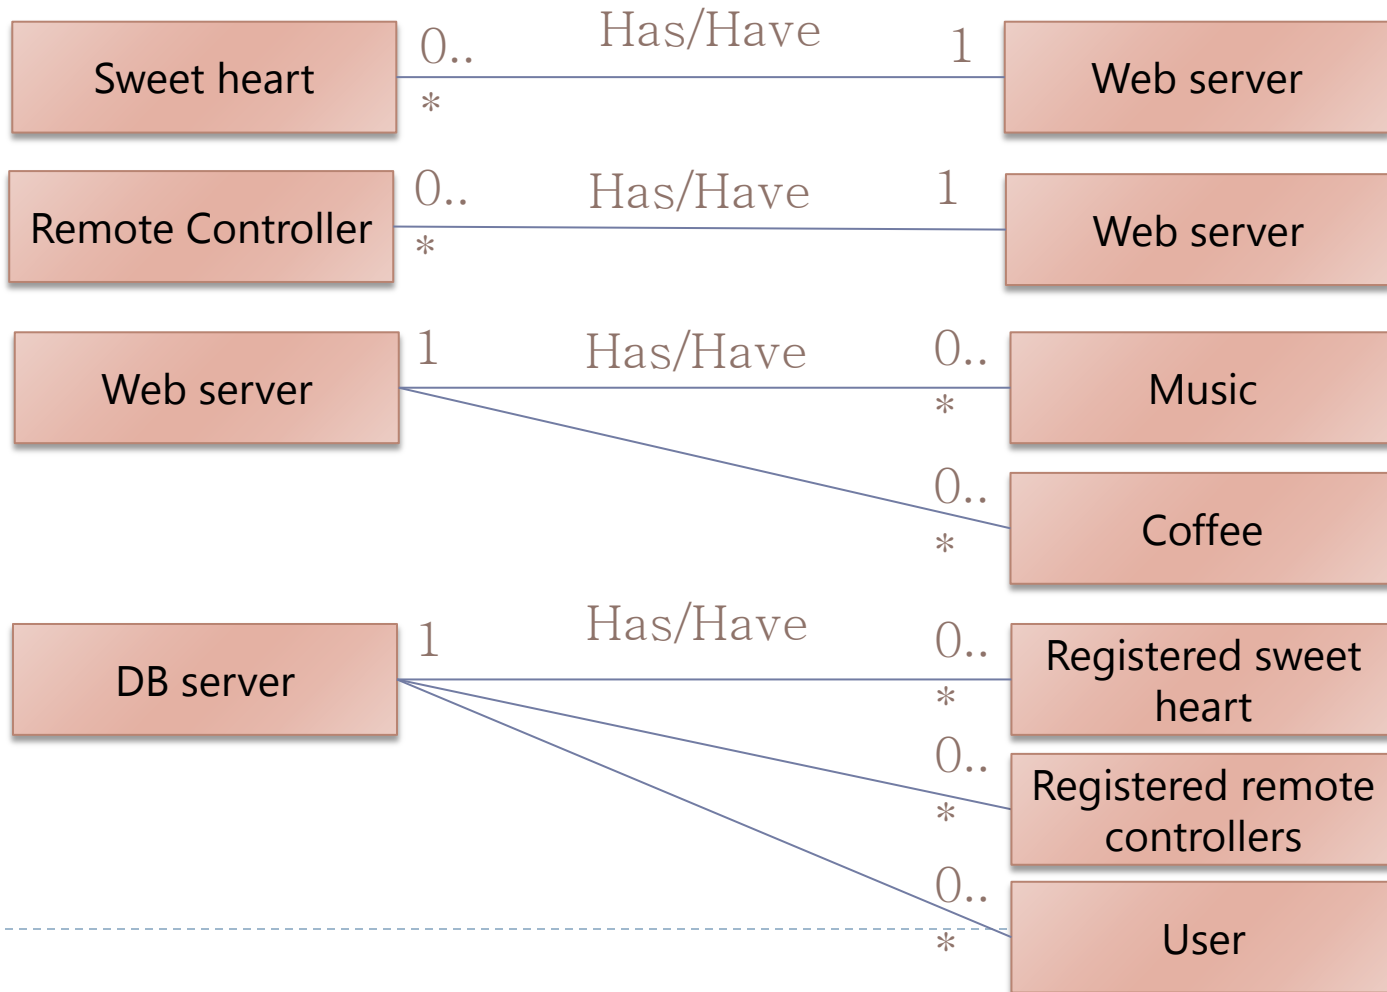 Has/Have
0..
1
Sweet heart
Web server
*
0..
Has/Have
1
Remote Controller
Web server
*
1
Has/Have
0..
Web server
Music
*
0..
Coffee
*
Has/Have
1
0..
DB server
Registered sweet
heart
*
0..
Registered remote
controllers
*
0..
User
*